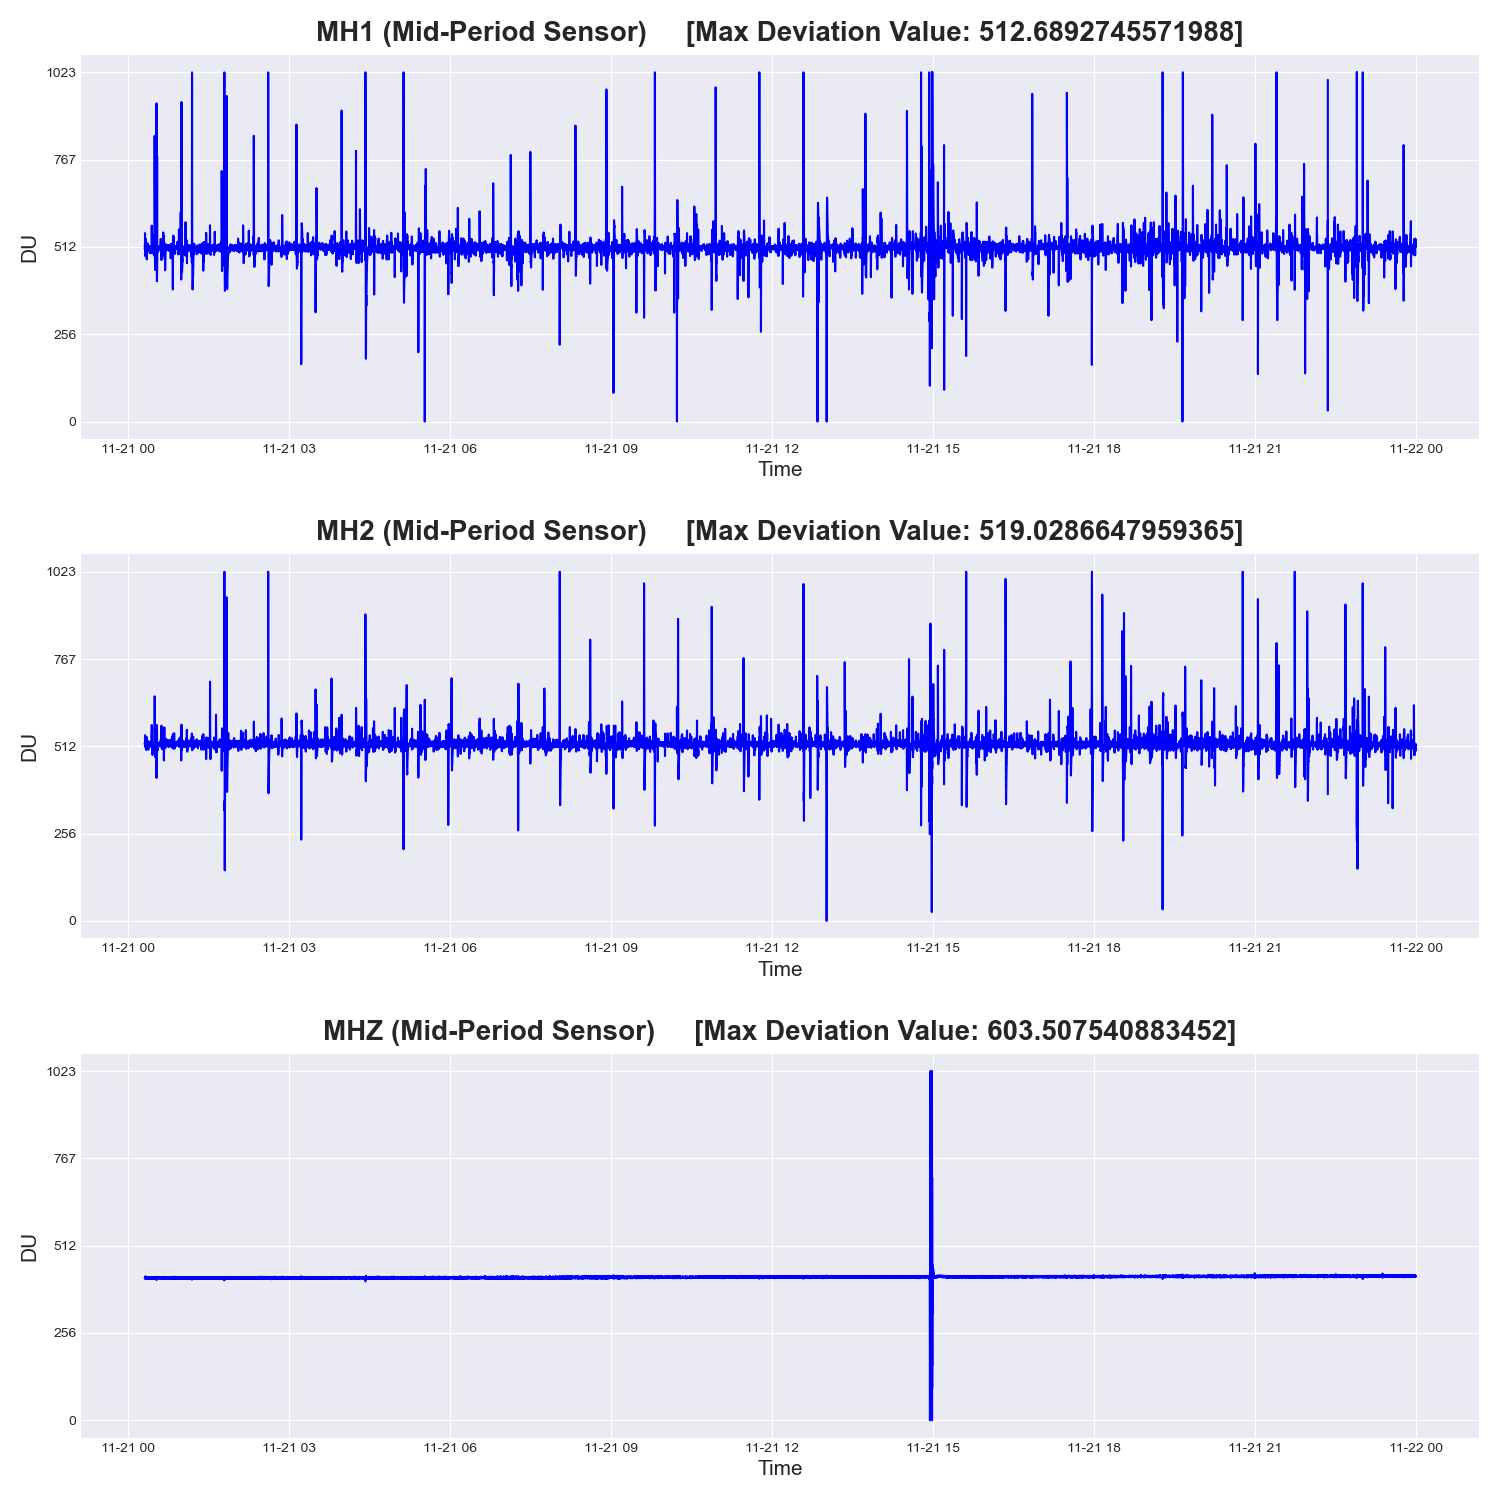 MH1 (Mid-Period Sensor) [Max Deviation Value: 512.6892745571988]
1023
767
512
256
0
DU
11-21 00 11-21 03 11-21 06 11-21 09 11-21 12 11-21 15 11-21 18 11-21 21 11-22 00
Time
MH2 (Mid-Period Sensor) [Max Deviation Value: 519.0286647959365]
1023
767
512
256
0
DU
11-21 00 11-21 03 11-21 06 11-21 09 11-21 12 11-21 15 11-21 18 11-21 21 11-22 00
Time
MHZ (Mid-Period Sensor) [Max Deviation Value: 603.507540883452]
1023
767
512
256
0
DU
11-21 00 11-21 03 11-21 06 11-21 09 11-21 12 11-21 15 11-21 18 11-21 21 11-22 00
Time